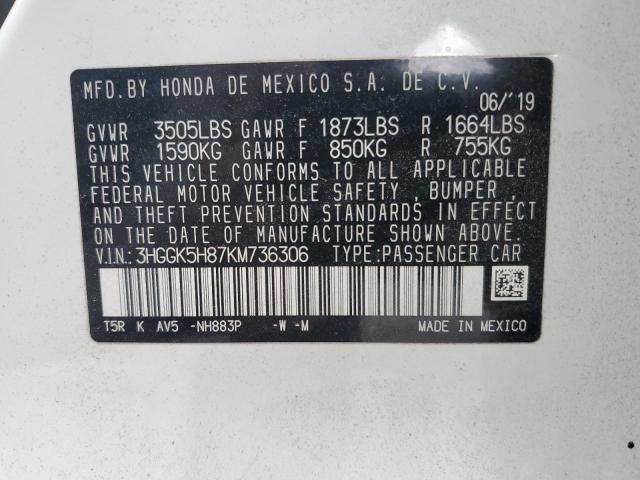 MFD.BY HONDA DE MEXICO S.A. DE C.V.
06/'19
GVWR 3505LBS GAWR F 1873LBS R 1664LBS
GVWR 1590KG GAWR F 850KG R 755KG
THIS VEHICLE CONFORMS TO ALL APPLICABLE
FEDERAL MOTOR VEHICLE SAFETY, BUMPER,
AND THEFT PREVENTION STANDARDS IN EFFECT
ON THE DATE OF MANUFACTURE SHOWN ABOVE.
V.I.N.: 3HGGK5H87KM736306 TYPE:PASSENGER CAR
T5R K AV5 -NH883P -W -M MADE IN MEXICO